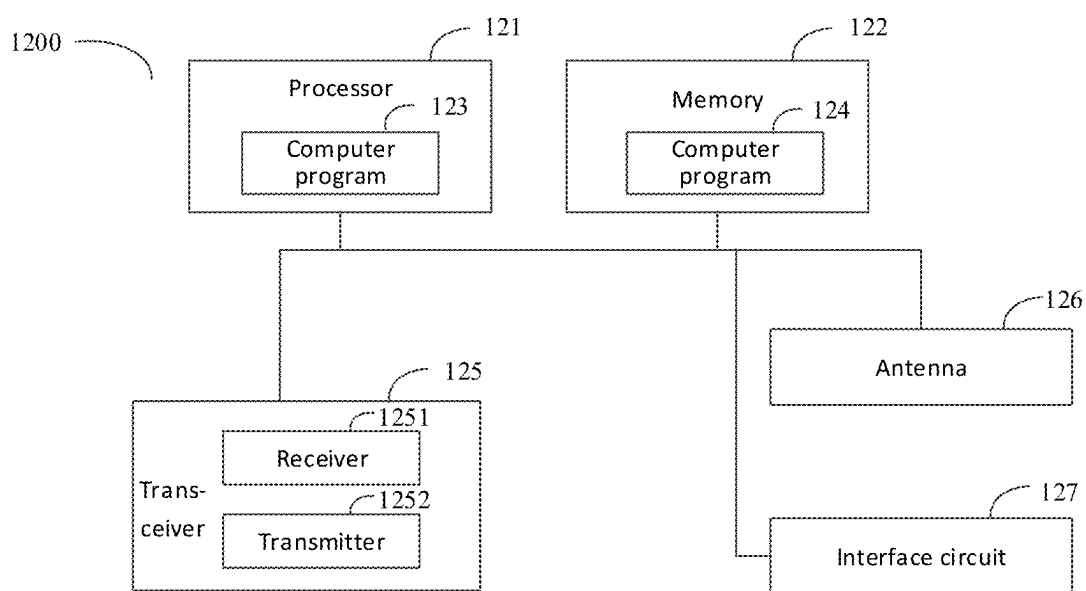 1200
121
Processor
123
Computer
program
122
Memory
124
Computer
program
126
Antenna
125
1251
Receiver
Trans-
ceiver
1252
Transmitter
127
Interface circuit